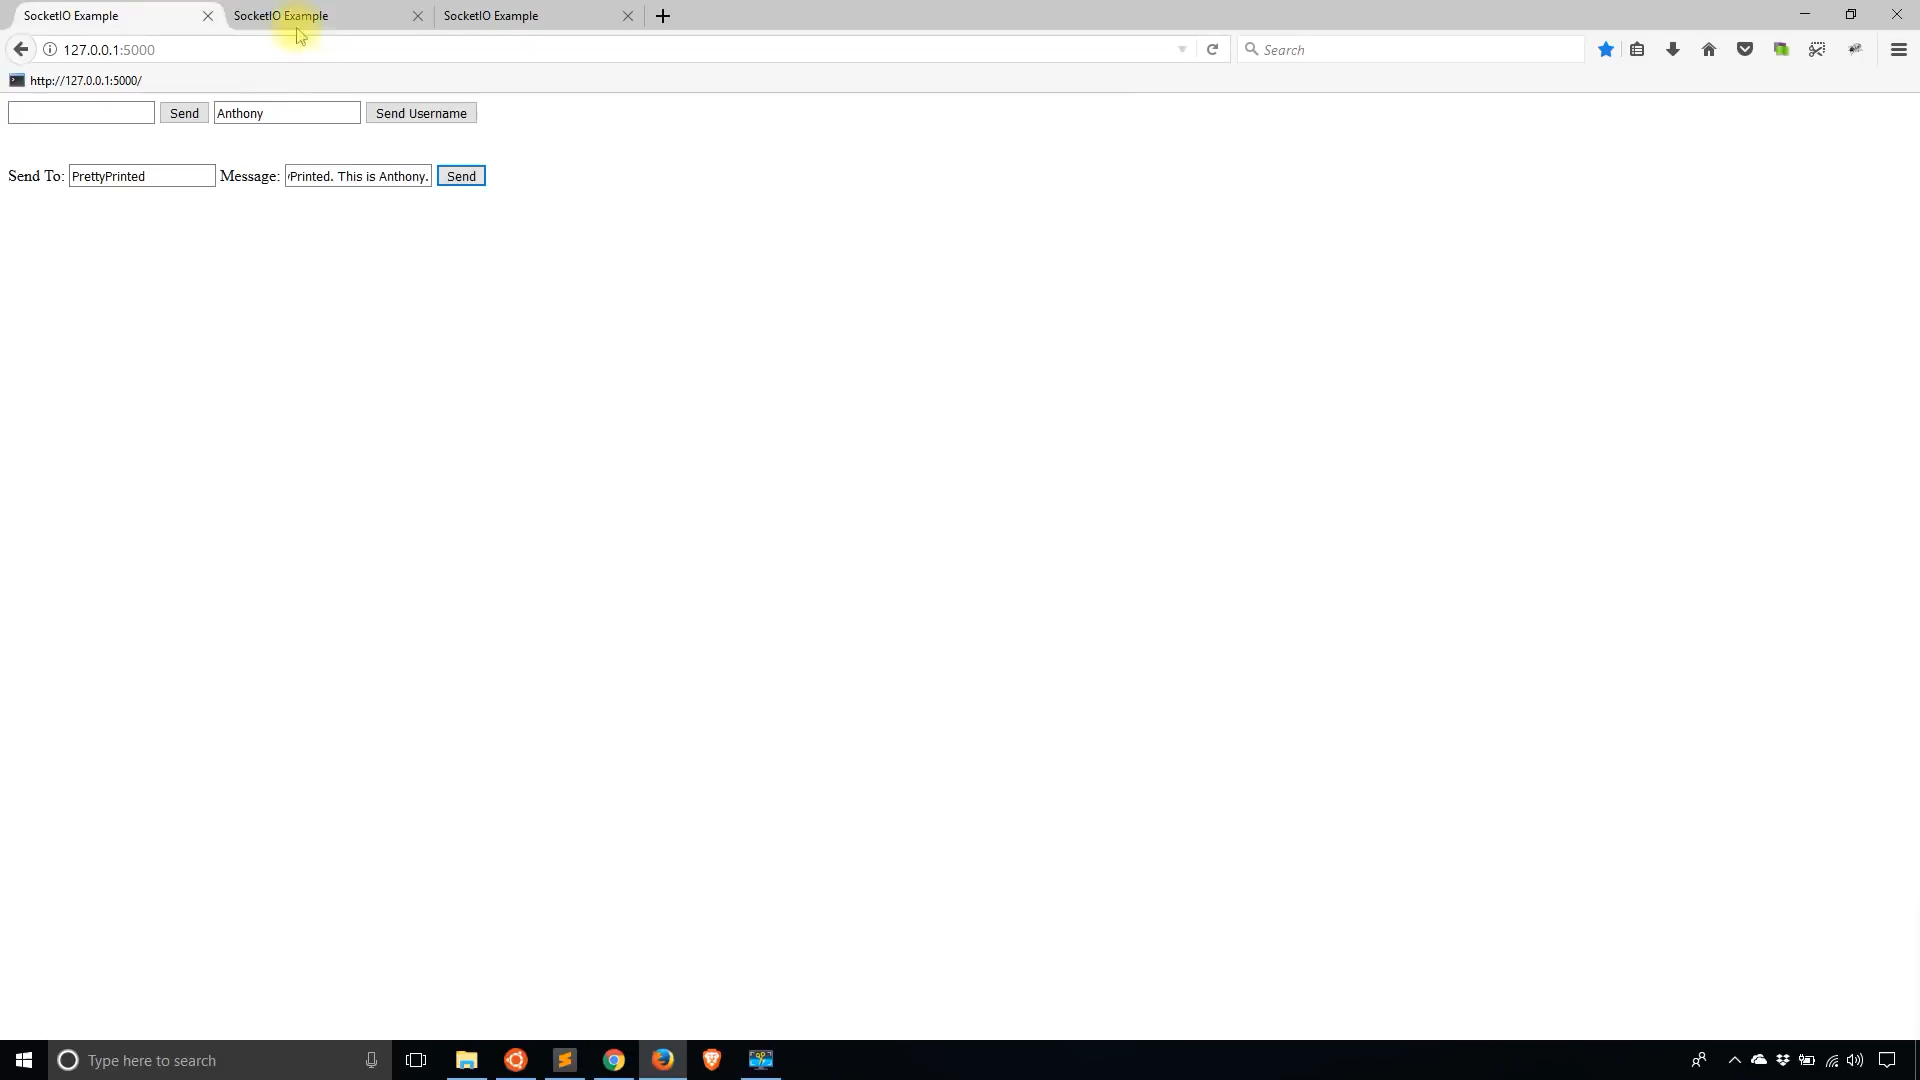 SocketIO Example SocketIO Example SocketIO Example
127.0.0.1:5000 Search
http://127.0.0.1:5000/
Send Anthony Send Username
Send To: PrettyPrinted Message: Printed. This is Anthony. Send
Type here to search